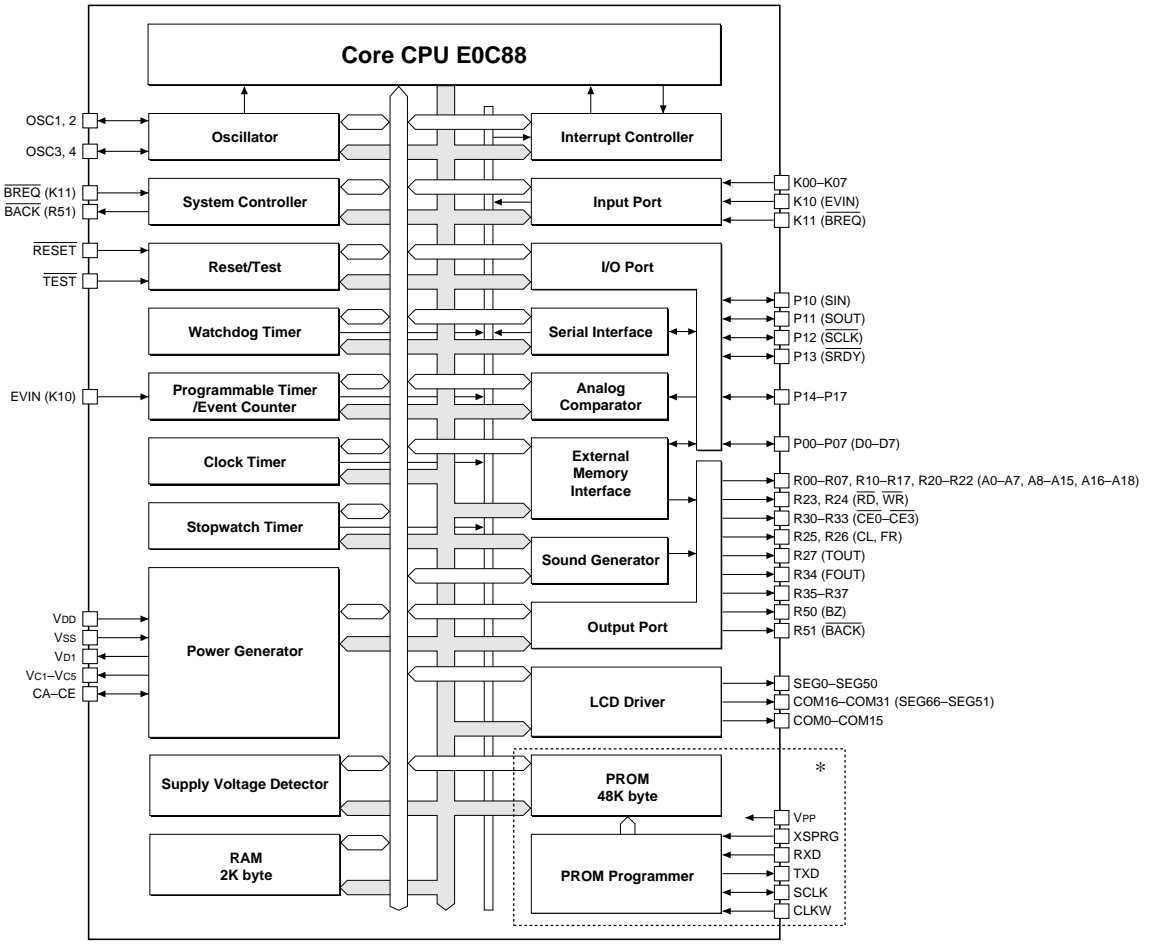 Core CPU E0C88
OSC1, 2
OSC3, 4
Oscillator
Interrupt Controller
BREQ (K11)
BACK (R51)
System Controller
Input Port
K00–K07
K10 (EVIN)
K11 (BREQ)
RESET
TEST
Reset/Test
I/O Port
P10 (SIN)
P11 (SOUT)
P12 (SCLK)
P13 (SRDY)
Watchdog Timer
Serial Interface
EVIN (K10)
Programmable Timer
/Event Counter
Analog
Comparator
P14–P17
P00–P07 (D0–D7)
Clock Timer
External
Memory
Interface
R00–R07, R10–R17, R20–R22 (A0–A7, A8–A15, A16–A18)
R23, R24 (RD, WR)
R30–R33 (CE0–CE3)
R25, R26 (CL, FR)
R27 (TOUT)
R34 (FOUT)
R35–R37
R50 (BZ)
R51 (BACK)
Stopwatch Timer
Sound Generator
Output Port
VDD
VSS
VD1
VC1–VC5
CA–CE
Power Generator
LCD Driver
SEG0–SEG50
COM16–COM31 (SEG66–SEG51)
COM0–COM15
Supply Voltage Detector
PROM
48K byte
*
RAM
2K byte
PROM Programmer
VPP
XSPRG
RXD
TXD
SCLK
CLKW